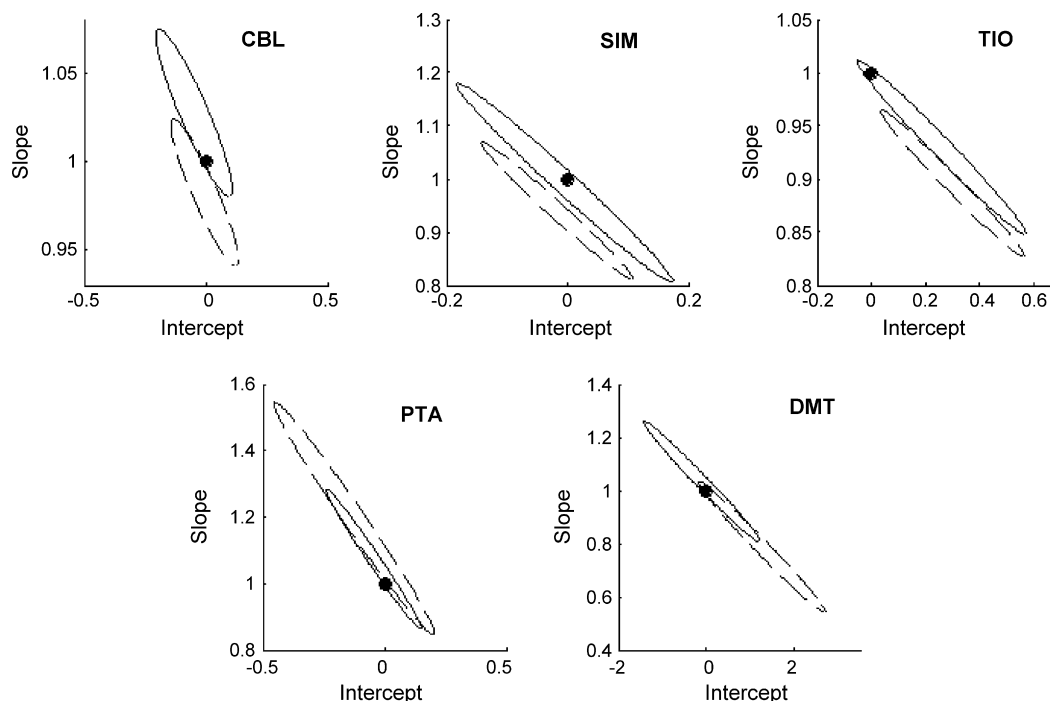 CBL
1.05
1
0.95
-0.5
0
0.5
Slope
Intercept
SIM
1.3
1.2
1.1
1
0.9
0.8
-0.2
0
0.2
Slope
Intercept
TIO
1.05
1
0.95
0.9
0.85
0.8
-0.2
0
0.2
0.4
0.6
Slope
Intercept
PTA
1.6
1.4
1.2
1
0.8
-0.5
0
0.5
Slope
Intercept
DMT
1.4
1.2
1
0.8
0.6
0.4
-2
0
2
Slope
Intercept